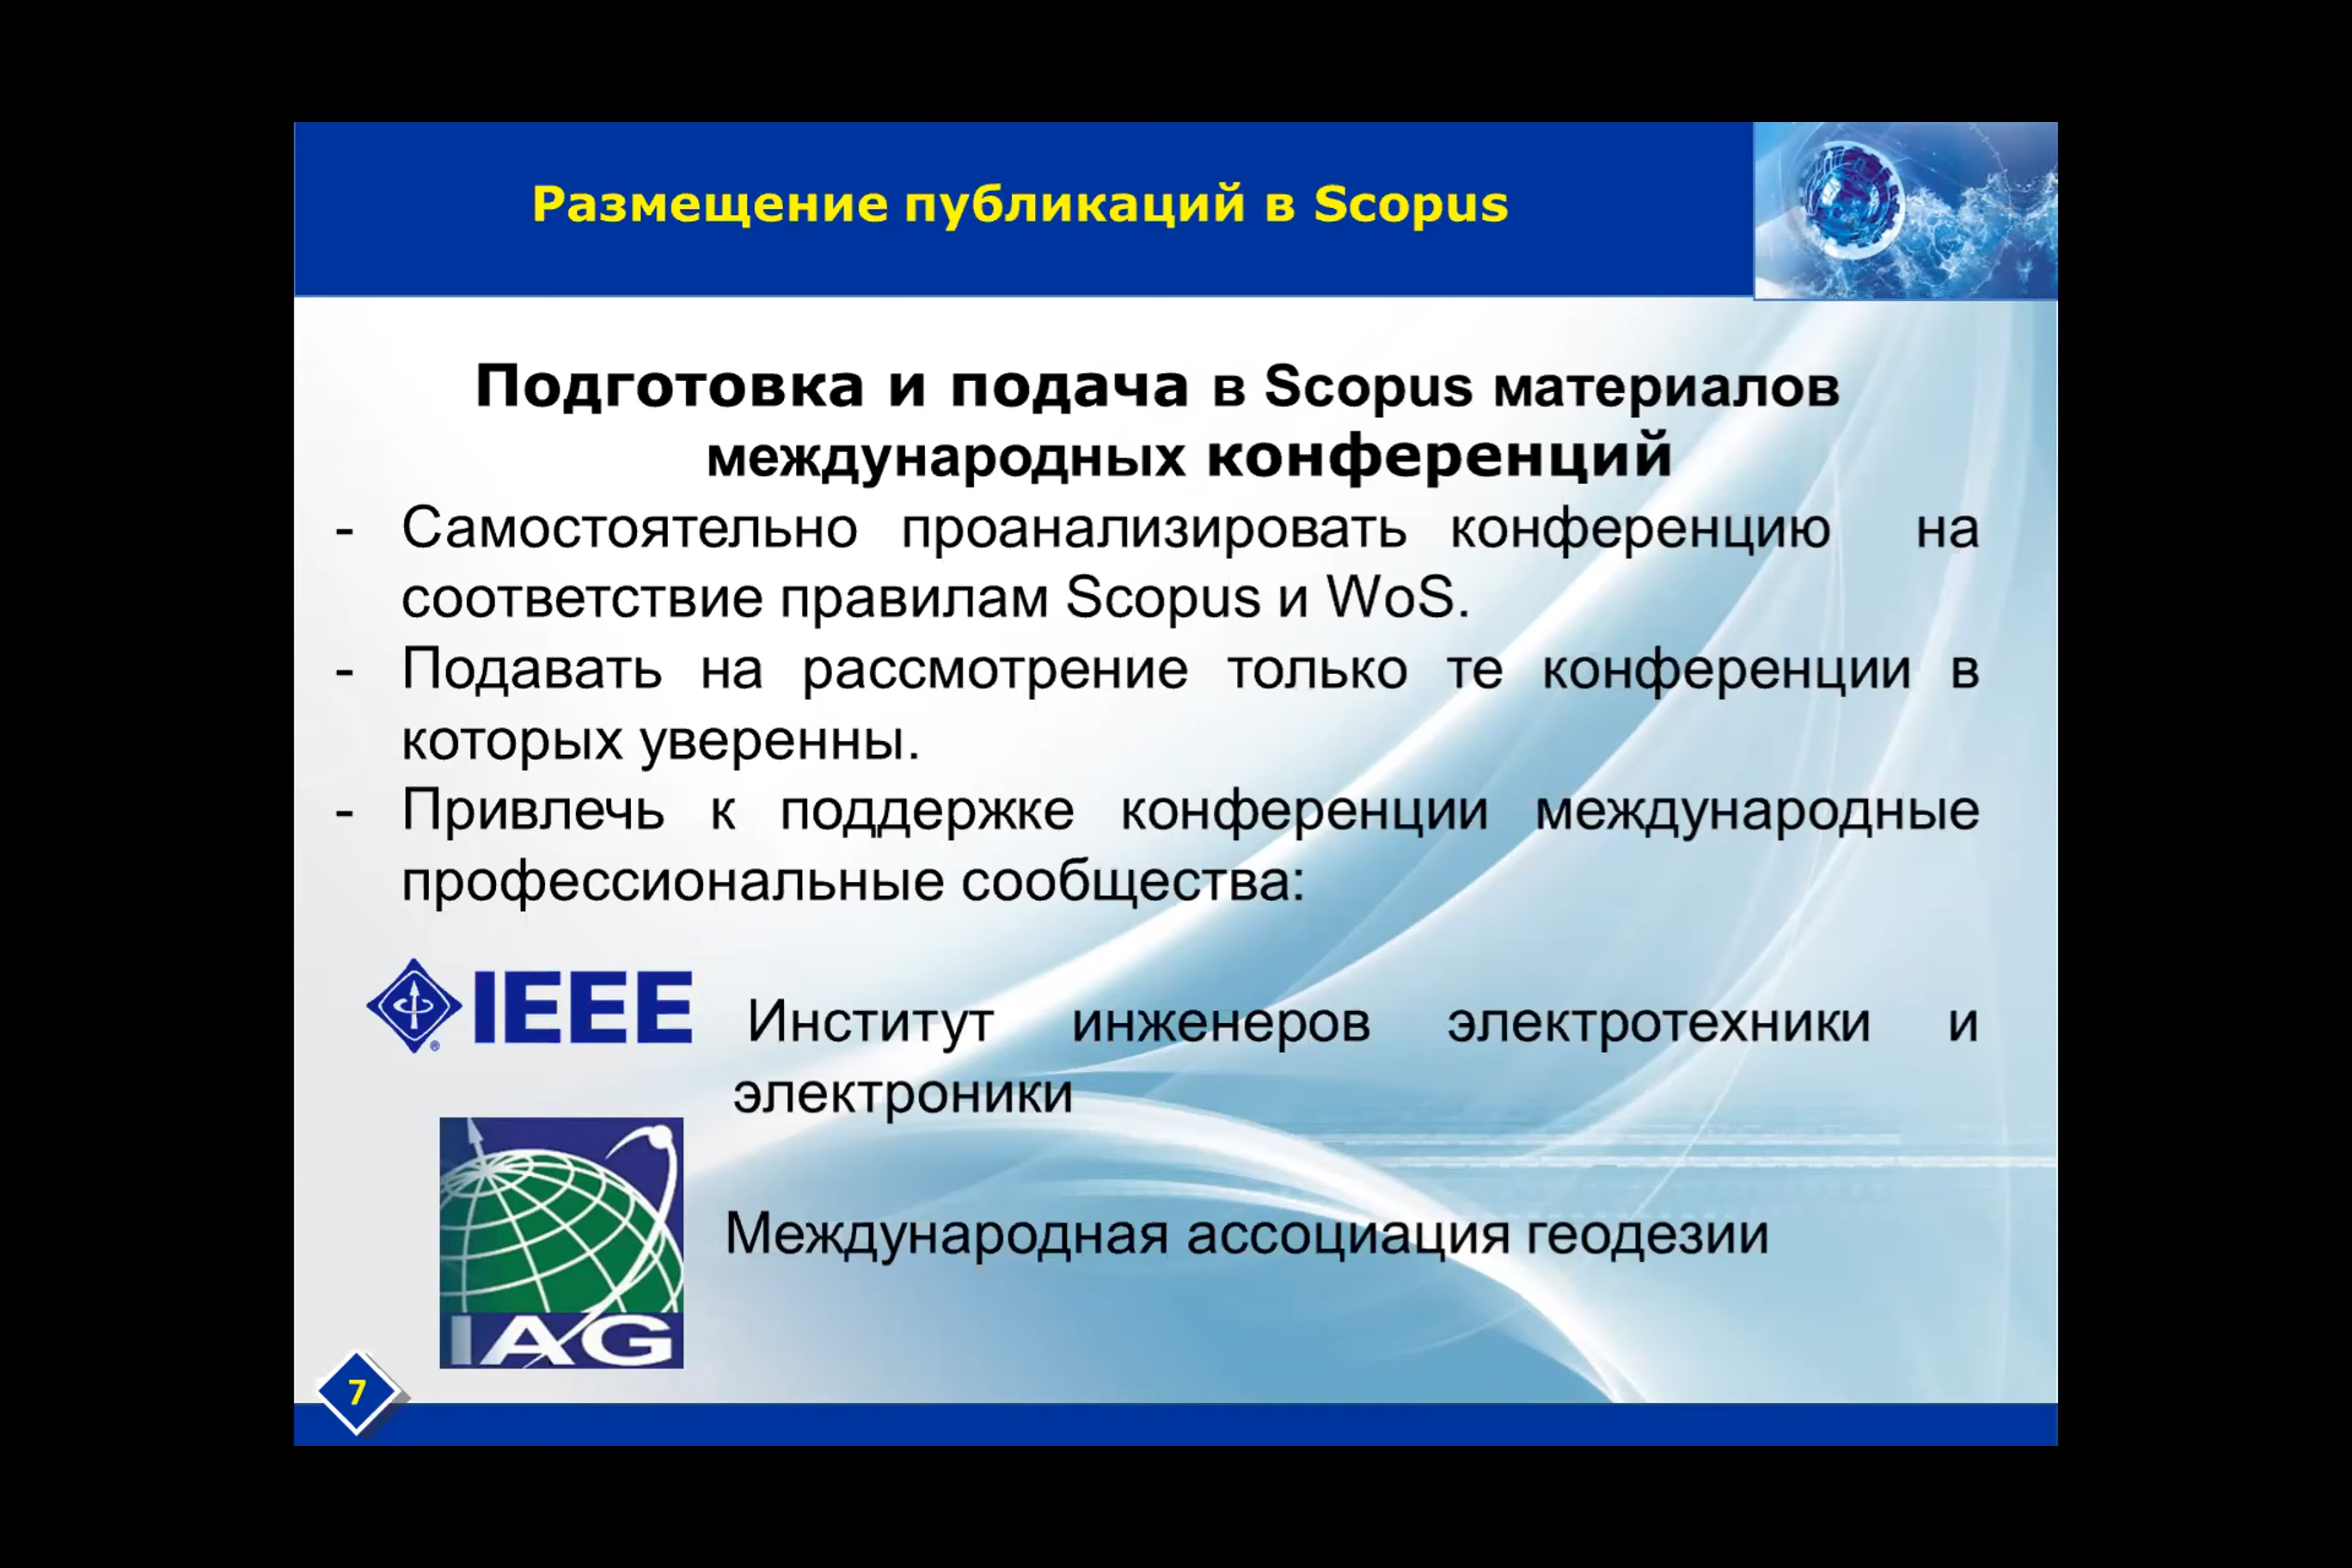 Размещение публикаций в Scopus
Подготовка и подача в Scopus материалов
международных конференций
- Самостоятельно проанализировать конференцию на
соответствие правилам Scopus и WoS.
- Подавать на рассмотрение только те конференции в
которых уверенны.
- Привлечь к поддержке конференции международные
профессиональные сообщества:
IEEE
Институт инженеров электротехники и
электроники
Международная ассоциация геодезии
IAG
7